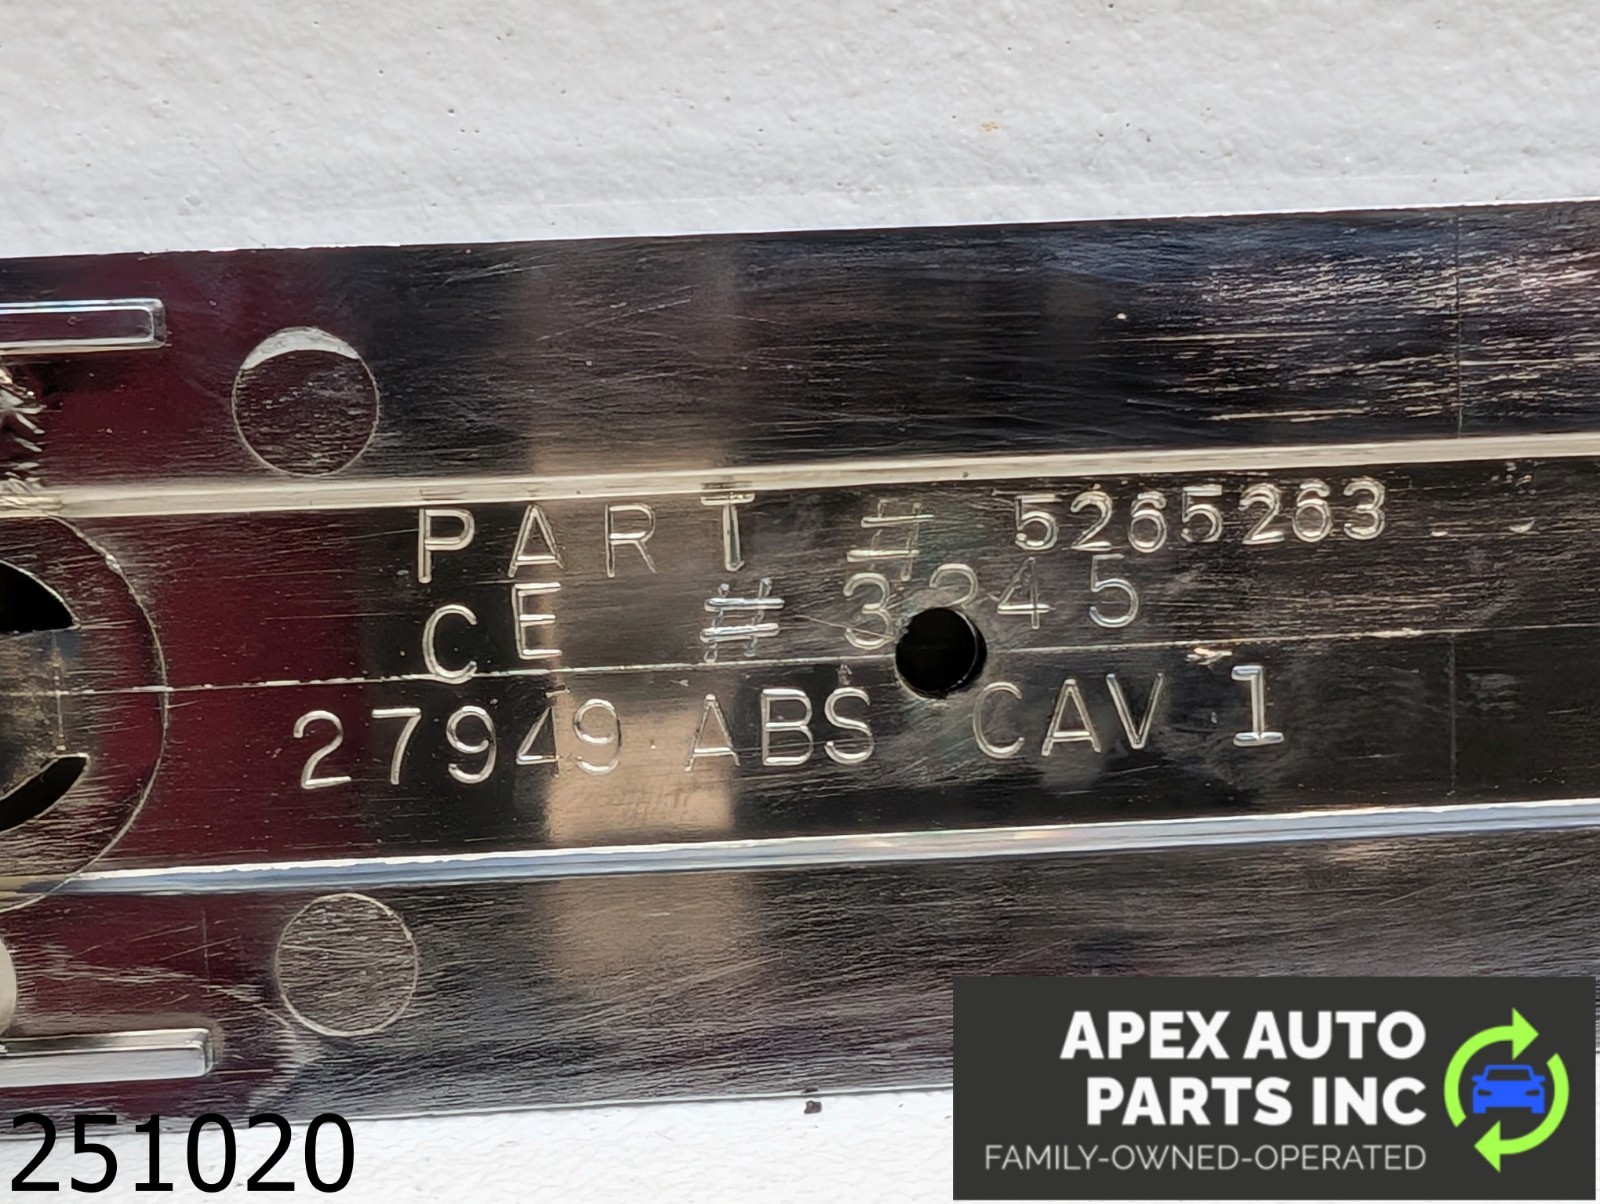 PART # 5265263
CE # 3245
27949 ABS CAV 1
251020
APEX AUTO
PARTS INC
FAMILY-OWNED-OPERATED